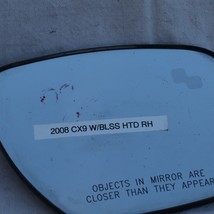 2008 CX9 W/BLSS HTD RH
OBJECTS IN MIRROR ARE
CLOSER THAN THEY APPEAR